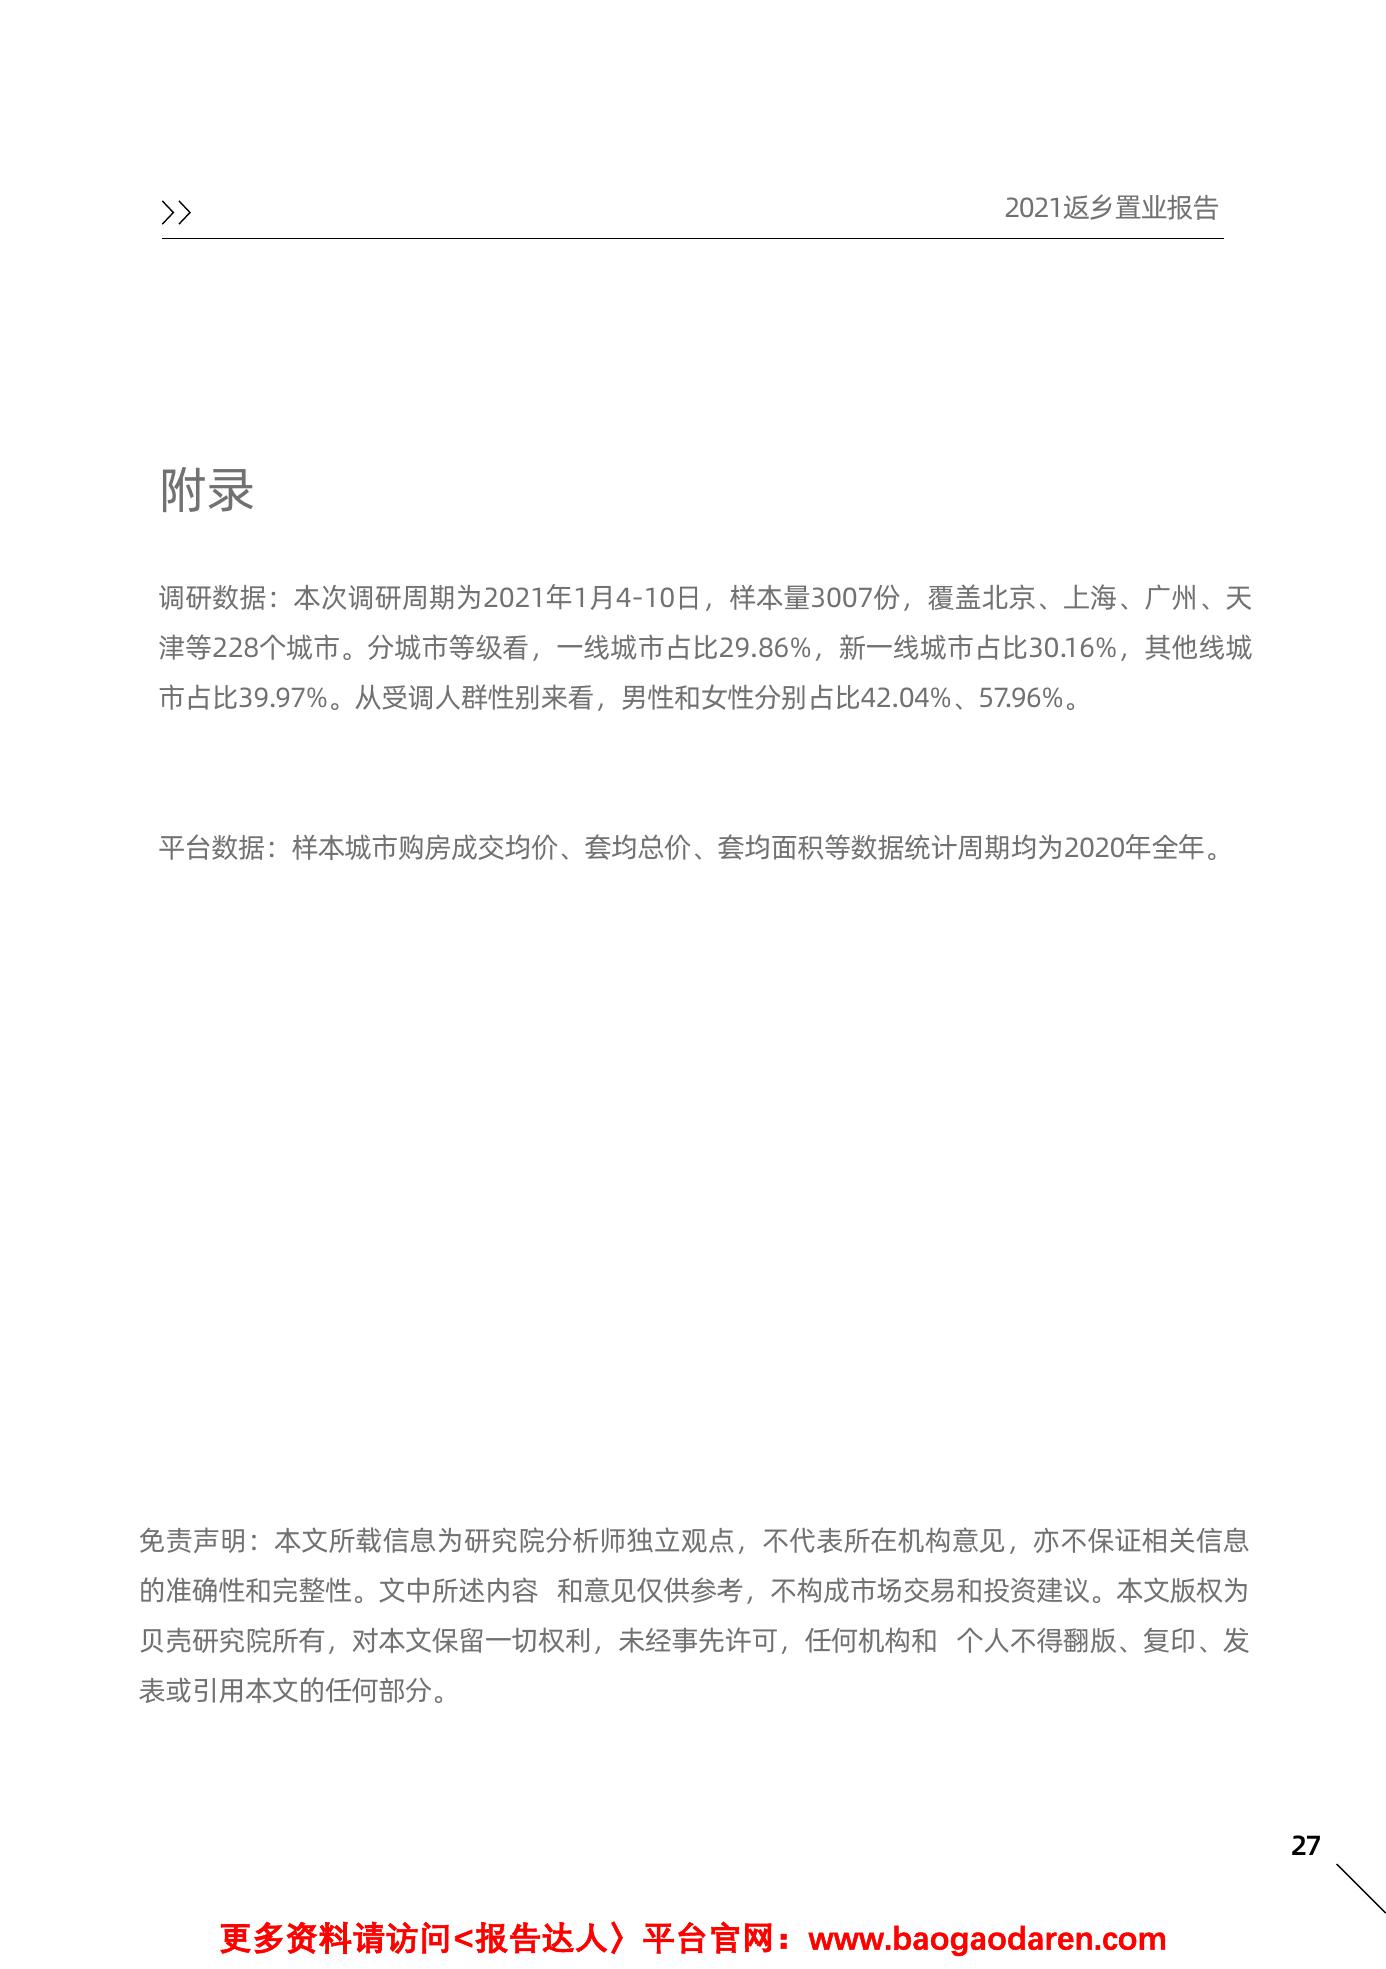 2021返乡置业报告
附录
调研数据：本次调研周期为2021年1月4-10日，样本量3007份，覆盖北京、上海、广州、天
津等228个城市。分城市等级看，一线城市占比29.86%，新一线城市占比30.16%，其他线城
市占比39.97%。从受调人群性别来看，男性和女性分别占比42.04%、57.96%。
平台数据：样本城市购房成交均价、套均总价、套均面积等数据统计周期均为2020年全年。
免责声明：本文所载信息为研究院分析师独立观点，不代表所在机构意见，亦不保证相关信息
的准确性和完整性。文中所述内容 和意见仅供参考，不构成市场交易和投资建议。本文版权为
贝壳研究院所有，对本文保留一切权利，未经事先许可，任何机构和 个人不得翻版、复印、发
表或引用本文的任何部分。
27
更多资料请访问<报告达人〉平台官网：www.baogaodaren.com